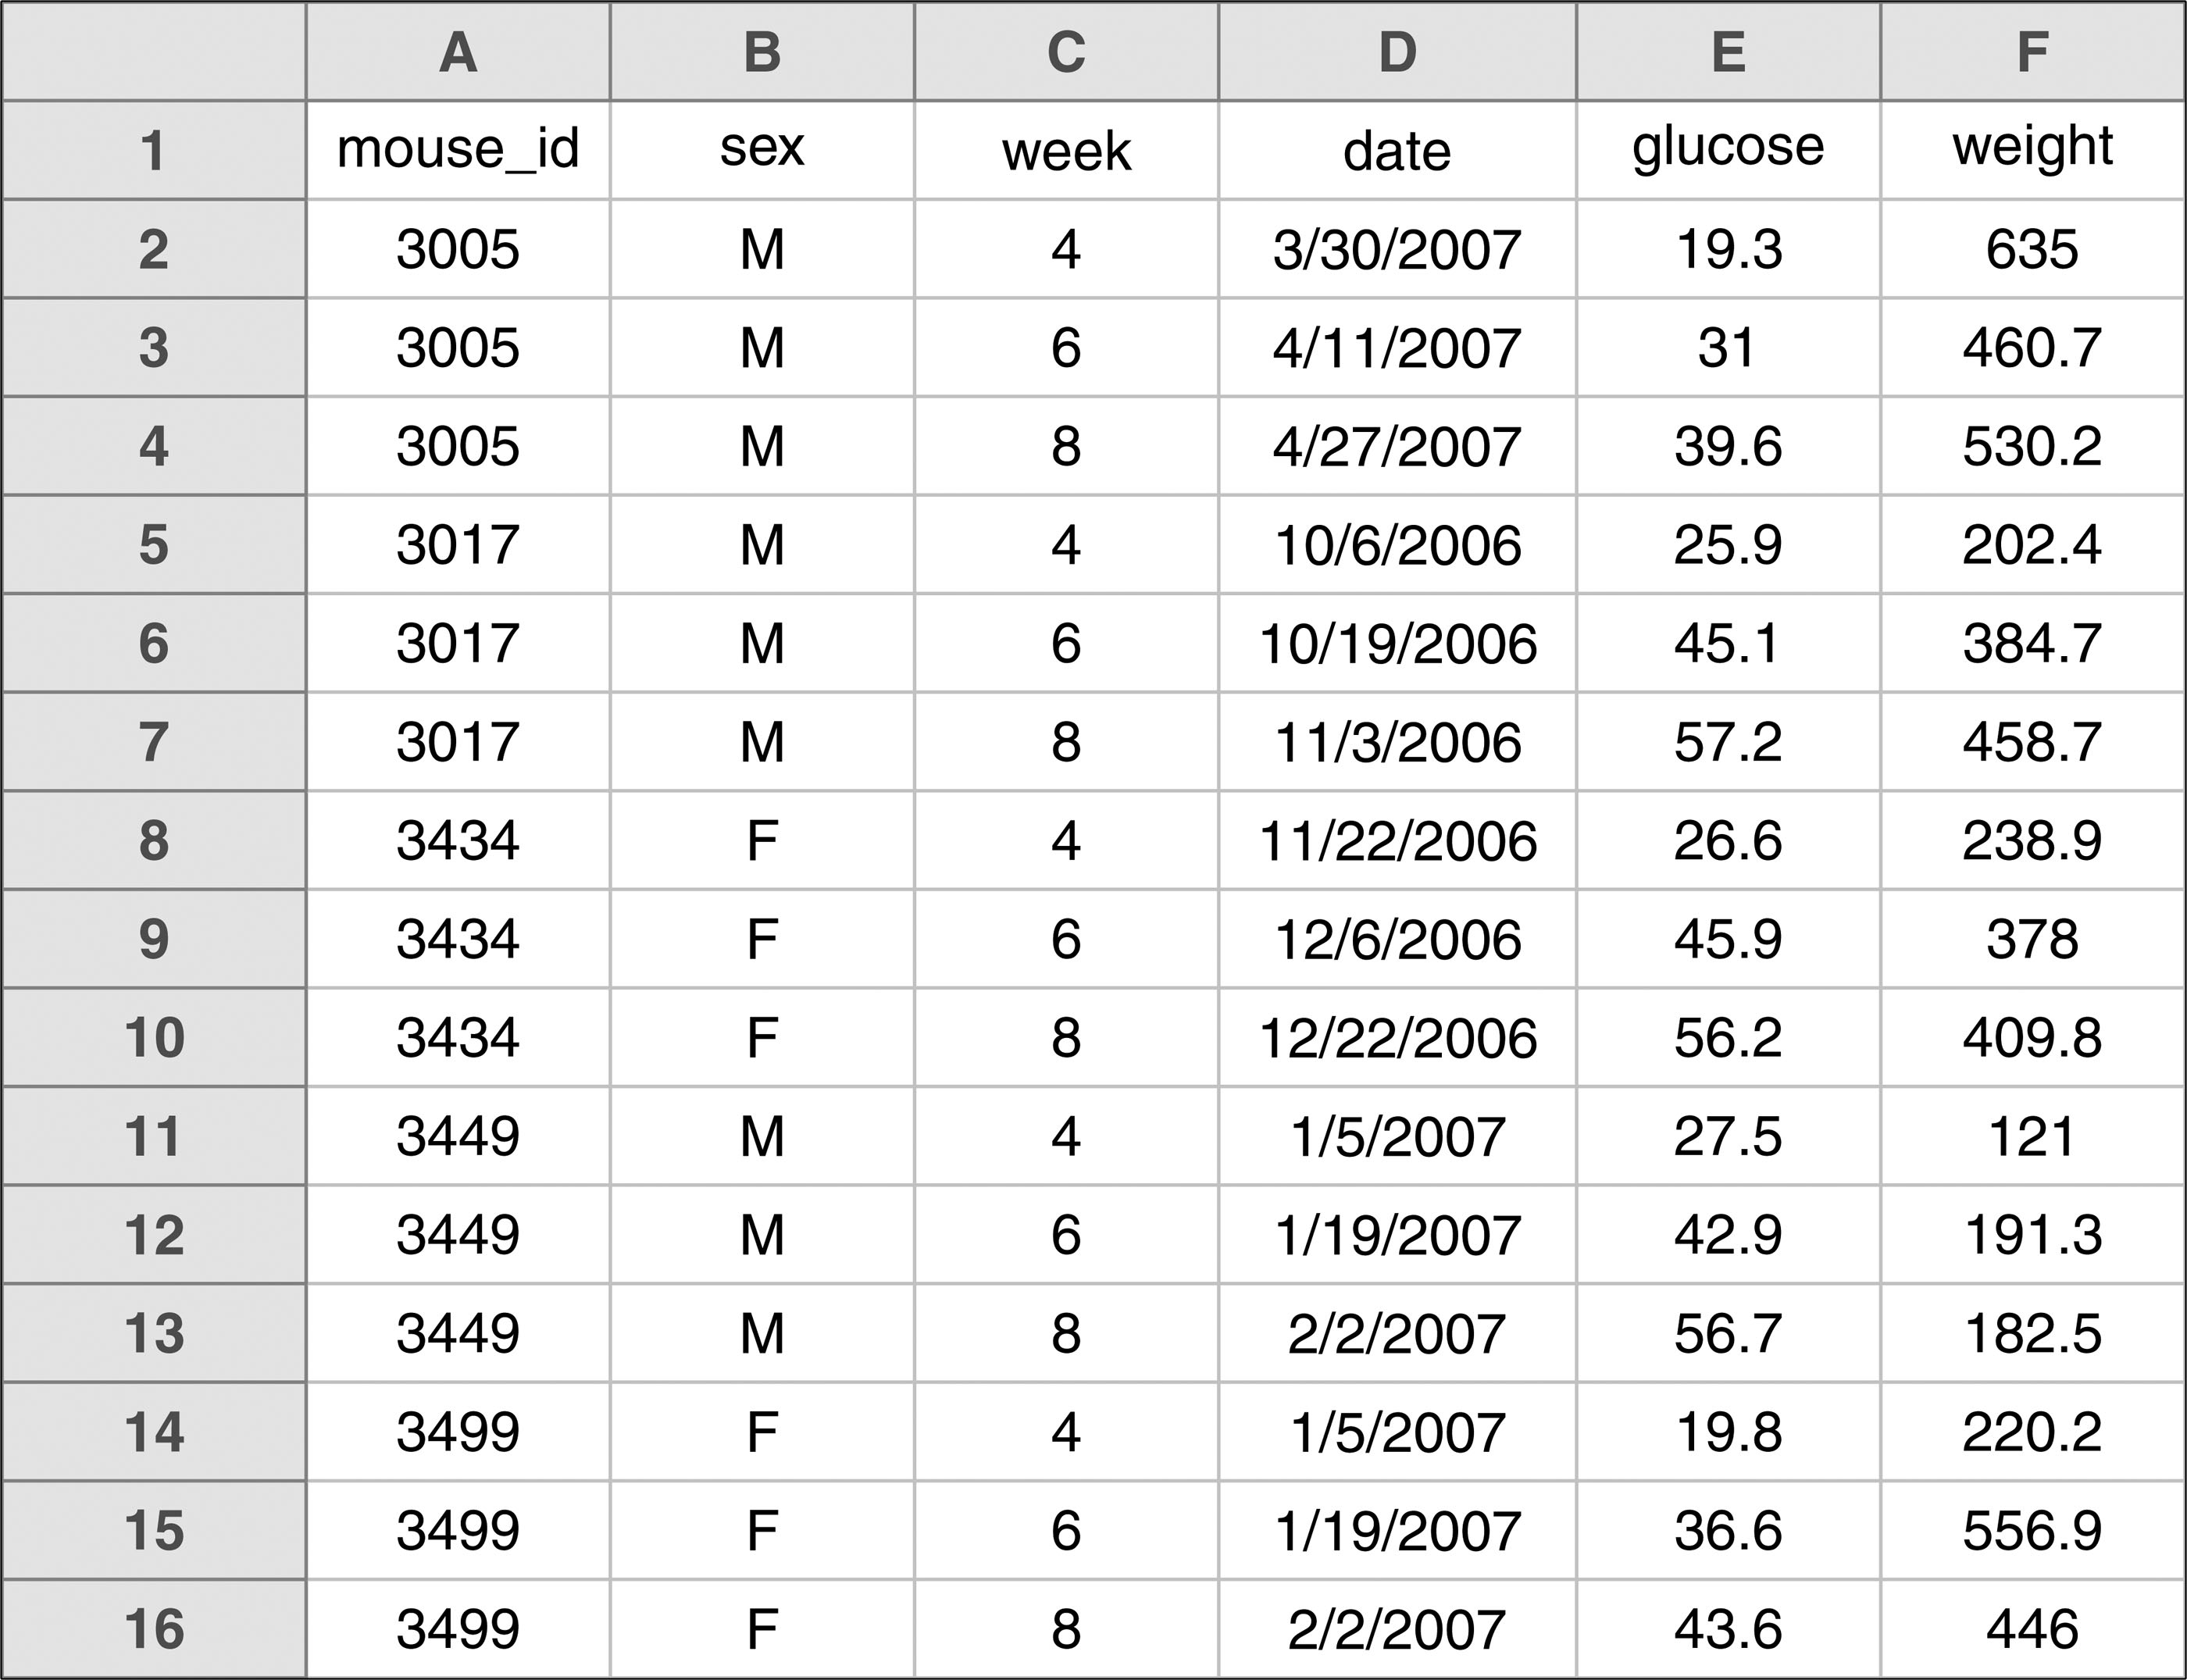 A B C D E F
1 mouse_id sex week date glucose weight
2 3005 M 4 3/30/2007 19.3 635
3 3005 M 6 4/11/2007 31 460.7
4 3005 M 8 4/27/2007 39.6 530.2
5 3017 M 4 10/6/2006 25.9 202.4
6 3017 M 6 10/19/2006 45.1 384.7
7 3017 M 8 11/3/2006 57.2 458.7
8 3434 F 4 11/22/2006 26.6 238.9
9 3434 F 6 12/6/2006 45.9 378
10 3434 F 8 12/22/2006 56.2 409.8
11 3449 M 4 1/5/2007 27.5 121
12 3449 M 6 1/19/2007 42.9 191.3
13 3449 M 8 2/2/2007 56.7 182.5
14 3499 F 4 1/5/2007 19.8 220.2
15 3499 F 6 1/19/2007 36.6 556.9
16 3499 F 8 2/2/2007 43.6 446